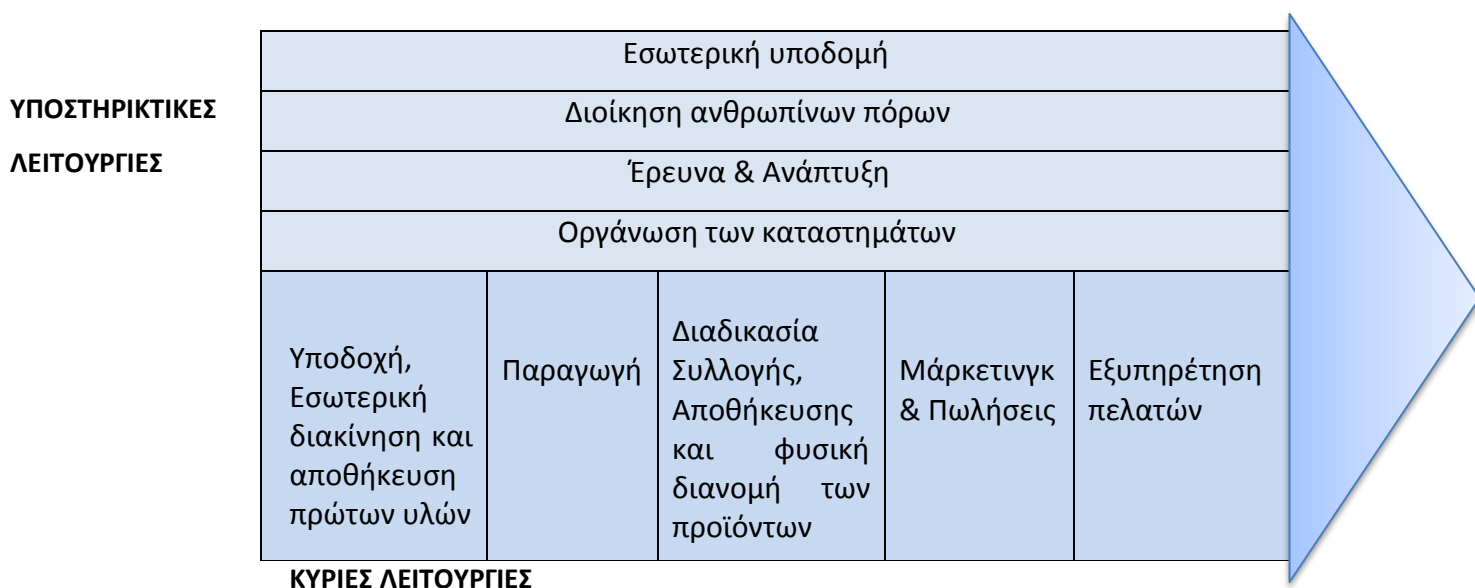 Εσωτερική υποδομή
ΥΠΟΣΤΗΡΙΚΤΙΚΕΣ
ΛΕΙΤΟΥΡΓΙΕΣ
Διοίκηση ανθρωπίνων πόρων
Έρευνα & Ανάπτυξη
Οργάνωση των καταστημάτων
Υποδοχή,
Εσωτερική
διακίνηση και
αποθήκευση
πρώτων υλών
Παραγωγή
Διαδικασία
Συλλογής,
Αποθήκευσης
και φυσική
διανομή των
προϊόντων
Μάρκετινγκ
& Πωλήσεις
Εξυπηρέτηση
πελατών
ΚΥΡΙΕΣ ΛΕΙΤΟΥΡΓΙΕΣ